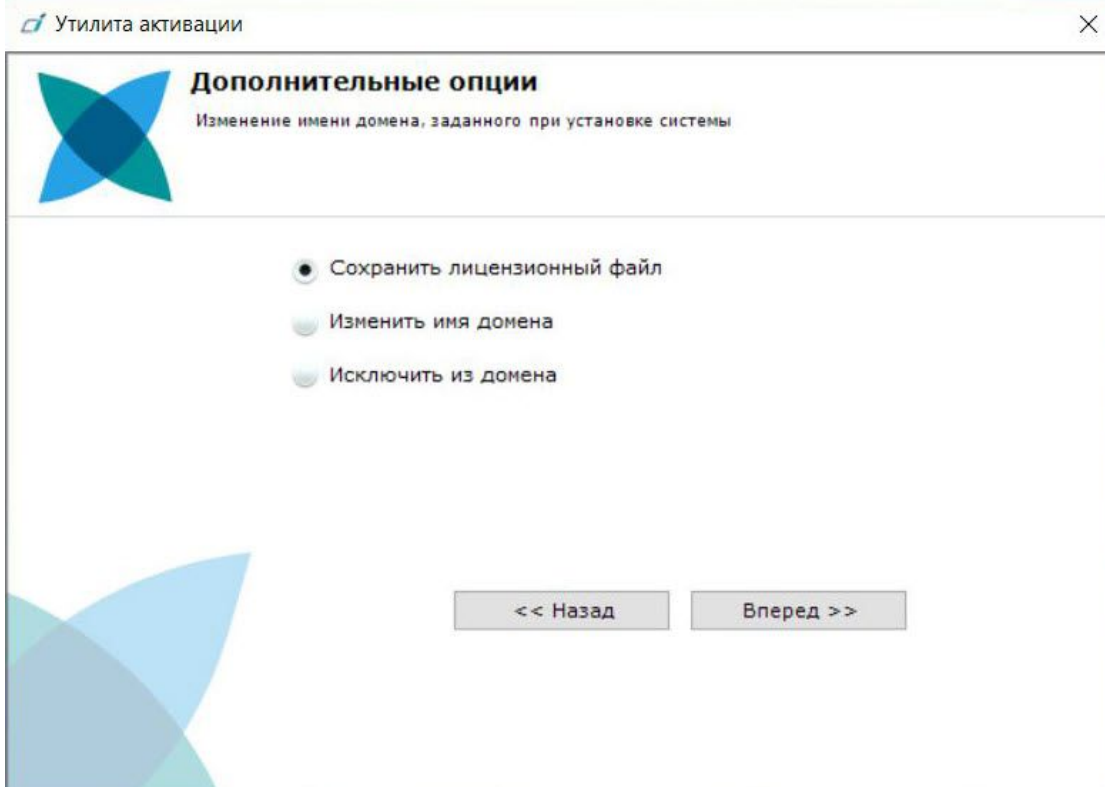 Утилита активации
Дополнительные опции
Изменение имени домена, заданного при установке системы
Сохранить лицензионный файл
Изменить имя домена
Исключить из домена
<< Назад
Вперед >>